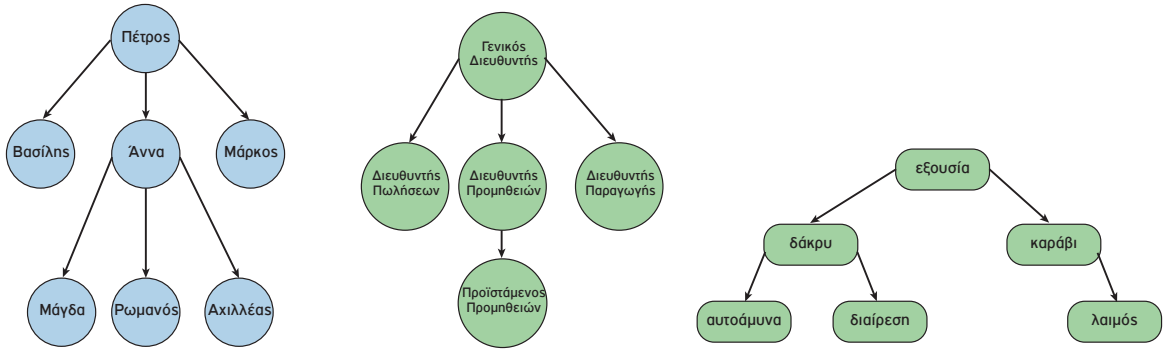 Πέτρος
Βασίλης
Άννα
Μάρκος
Μάγδα
Ρωμανός
Αχιλλέας
Γενικός
Διευθυντής
Διευθυντής
Πωλήσεων
Διευθυντής
Προμηθειών
Διευθυντής
Παραγωγής
Προϊστάμενος
Προμηθειών
εξουσία
δάκρυ
καράβι
αυτοάμυνα
διαίρεση
λαιμός